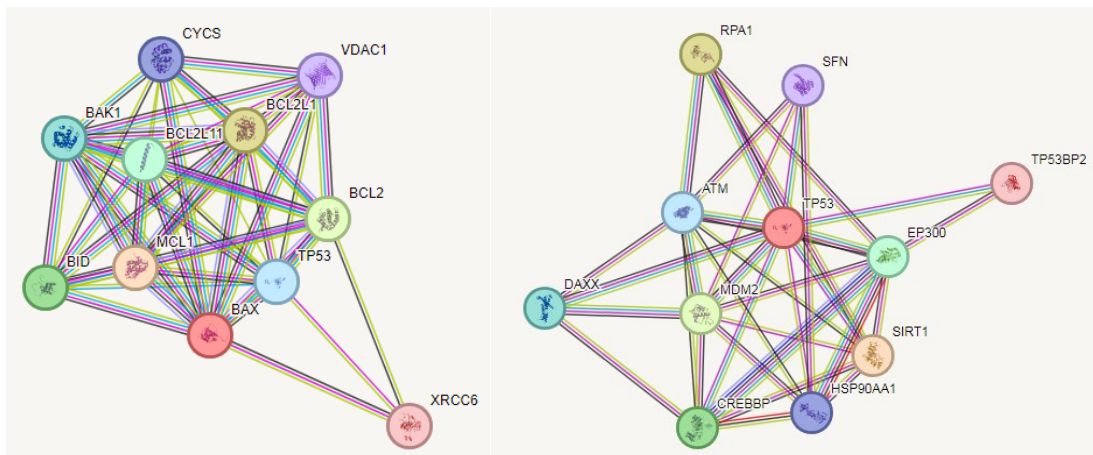 CYCS
VDAC1
BAK1
BCL2L1
BCL2L11
BCL2
MCL1
TP53
BID
BAX
XRCC6
RPA1
SFN
TP53BP2
ATM
TP53
EP300
DAXX
MDM2
SIRT1
HSP90AA1
CREBBP